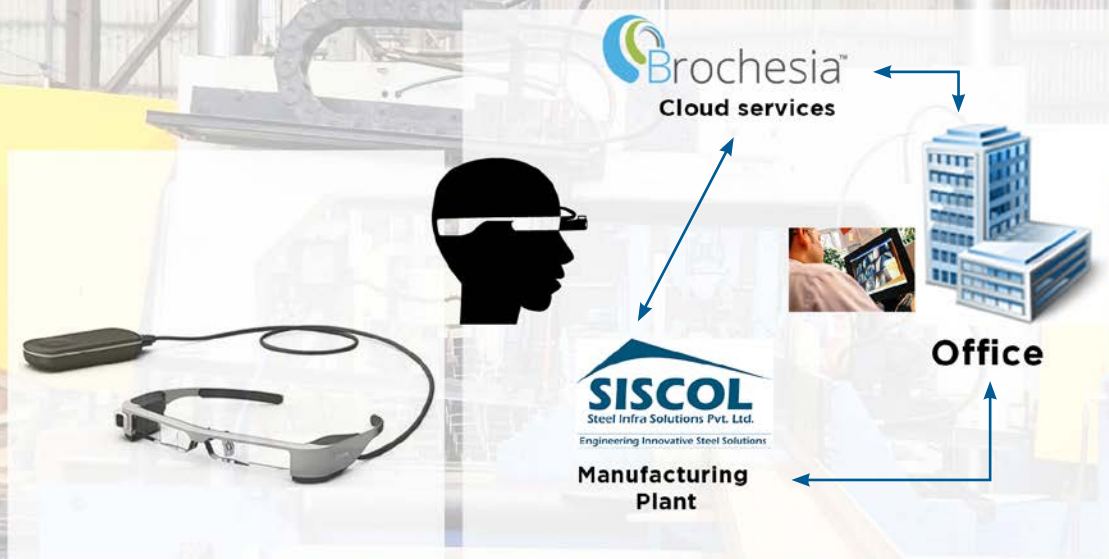 Brochesia™
Cloud services
SISCOL
Steel Infra Solutions Pvt. Ltd.
Engineering Innovative Steel Solutions
Manufacturing
Plant
Office